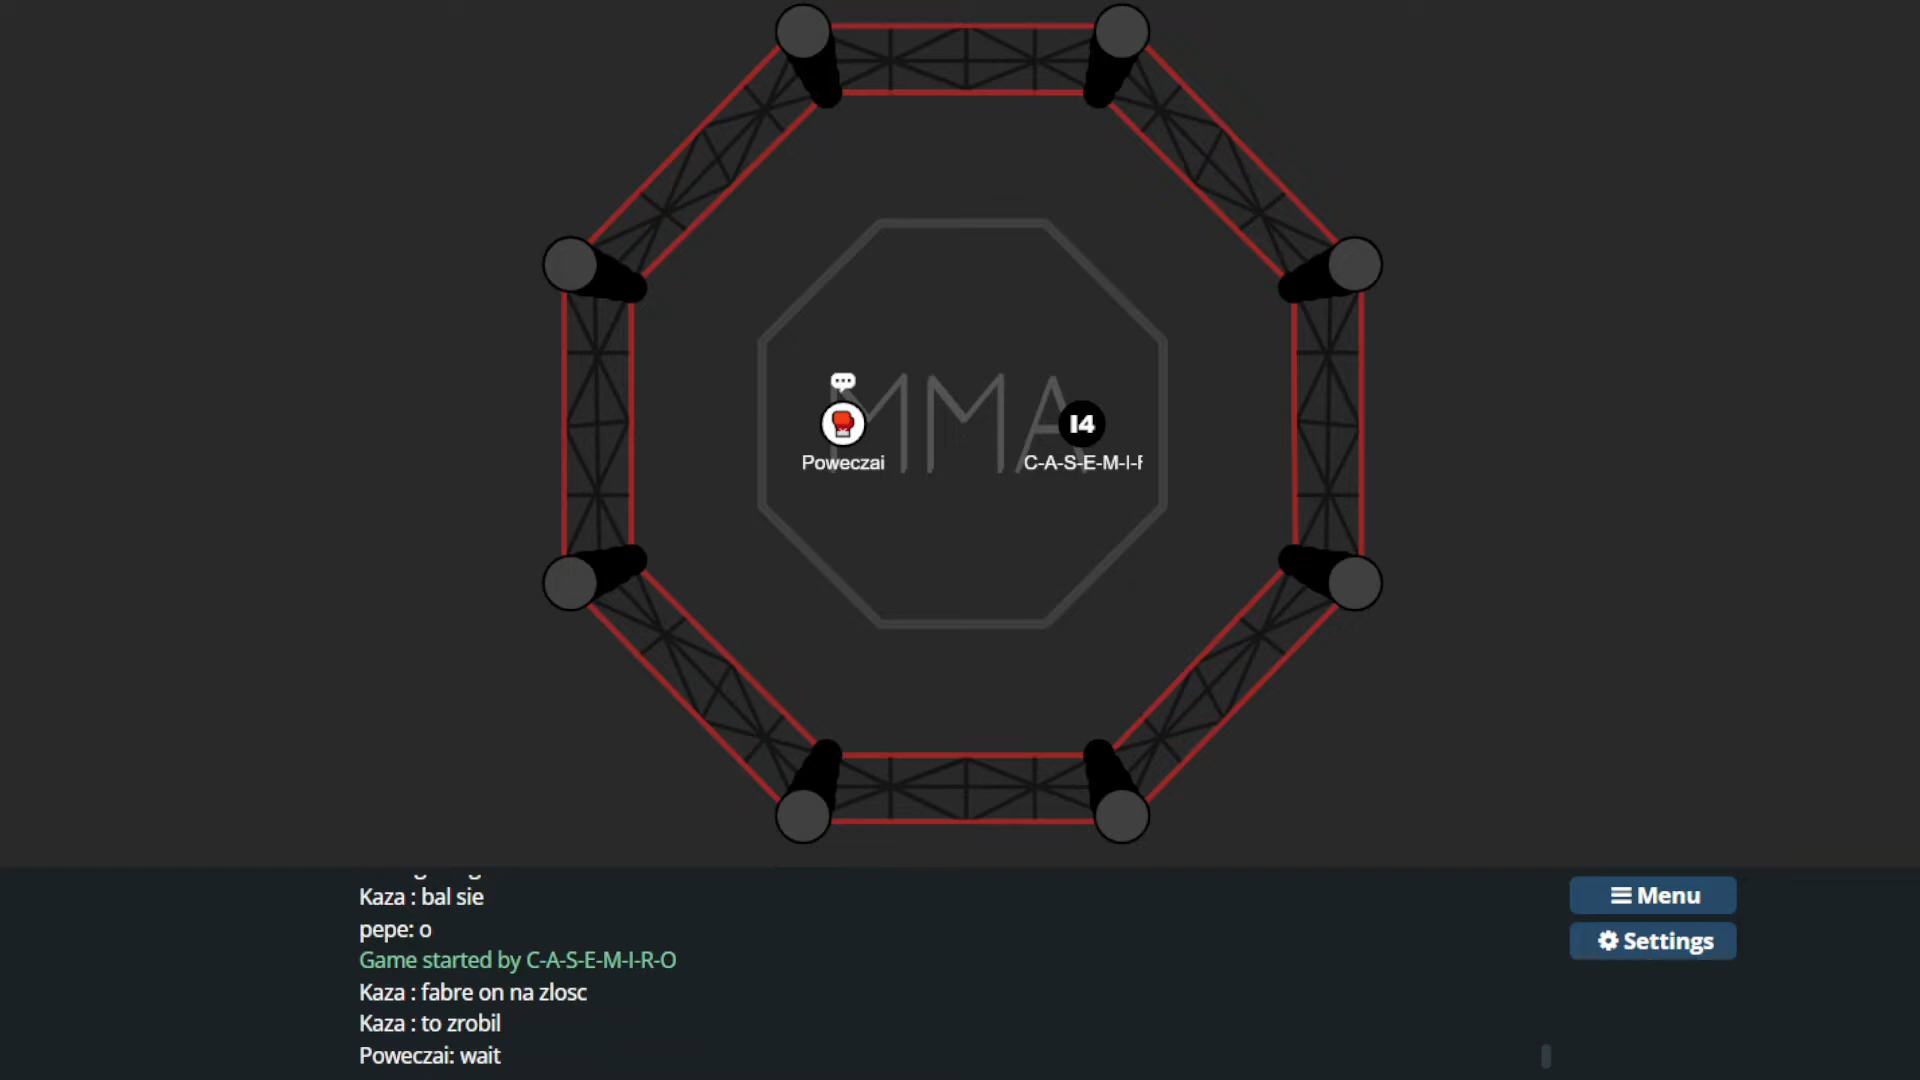 MMA
14
Poweczai
C-A-S-E-M-I-F
Kaza : bal sie
Menu
pepe: o
Settings
Game started by C-A-S-E-M-I-R-O
Kaza : fabre on na zlosc
Kaza : to zrobil
Poweczai: wait